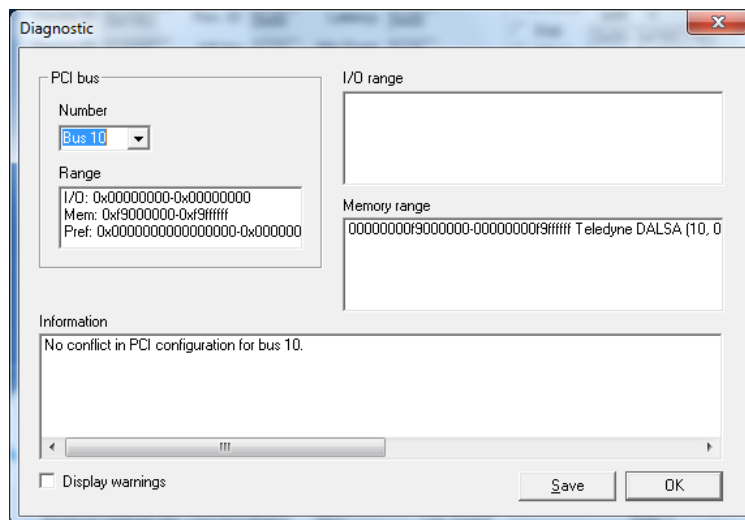 Diagnostic
PCI bus
Number
Bus 10
Range
I/O: 0x00000000-0x00000000
Mem: 0xf9000000-0xf9ffffff
Pref: 0x0000000000000000-0x000000
I/O range
Memory range
00000000f9000000-00000000f9ffffff Teledyne DALSA (10, 0
Information
No conflict in PCI configuration for bus 10.
Display warnings
Save
OK